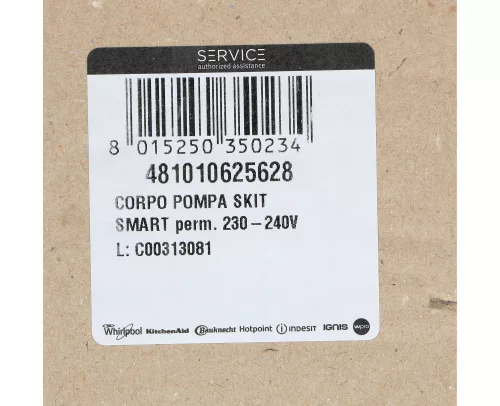 SERVICE
authorized assistance
8 015250 350234
481010625628
CORPO POMPA SKIT
SMART perm. 230-240V
L: C00313081
Whirlpool KitchenAid Bauknecht Hotpoint i INDESIT IGNIS wpro